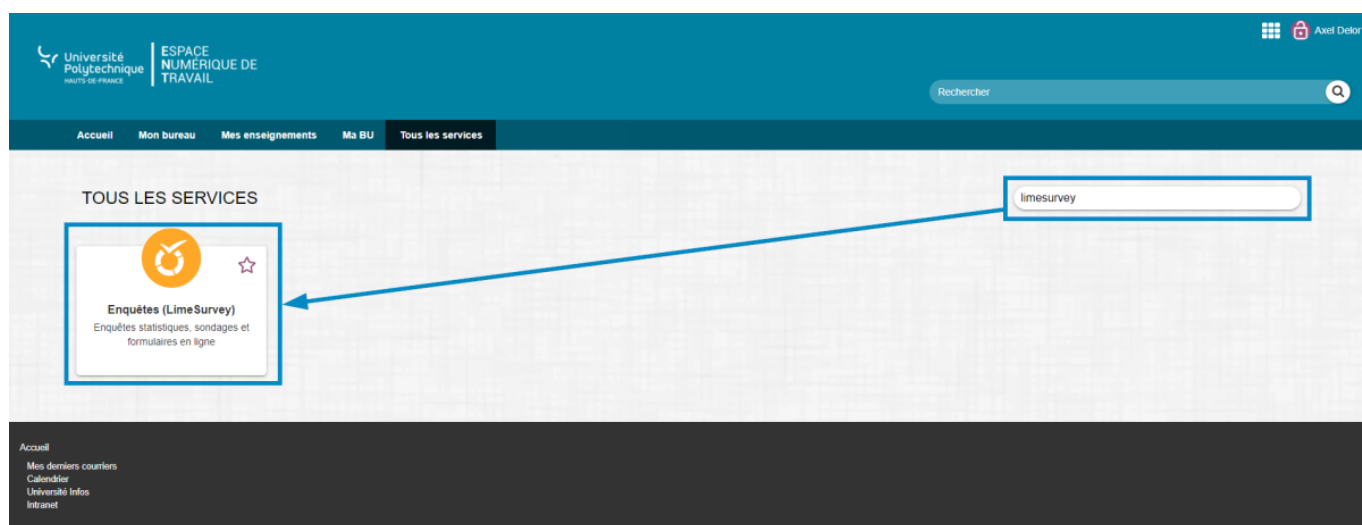 Axel Delor
Université
Polytechnique
HAUTS-DE-FRANCE
ESPACE
NUMÉRIQUE DE
TRAVAIL
Rechercher
Accueil Mon bureau Mes enseignements Ma BU Tous les services
TOUS LES SERVICES
limesurvey
Enquêtes (LimeSurvey)
Enquêtes statistiques, sondages et
formulaires en ligne
Accueil
Mes derniers courriers
Calendrier
Université Infos
Intranet